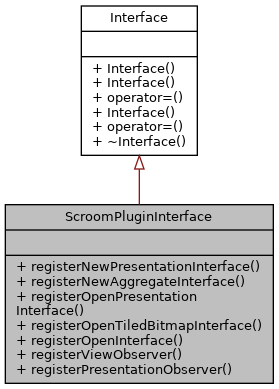 Interface
+ Interface()
+ Interface()
+ operator=()
+ Interface()
+ operator=()
+ ~Interface()
ScroomPluginInterface
+ registerNewPresentationInterface()
+ registerNewAggregateInterface()
+ registerOpenPresentation
Interface()
+ registerOpenTiledBitmapInterface()
+ registerOpenInterface()
+ registerViewObserver()
+ registerPresentationObserver()